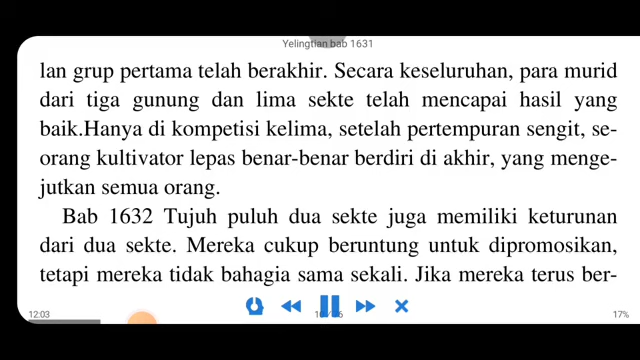 Yelingtian bab 1631
lan grup pertama telah berakhir. Secara keseluruhan, para murid
dari tiga gunung dan lima sekte telah mencapai hasil yang
baik.Hanya di kompetisi kelima, setelah pertempuran sengit, se-
orang kultivator lepas benar-benar berdiri di akhir, yang menge-
jutkan semua orang.
Bab 1632 Tujuh puluh dua sekte juga memiliki keturunan
dari dua sekte. Mereka cukup beruntung untuk dipromosikan,
tetapi mereka tidak bahagia sama sekali. Jika mereka terus ber-
12:03
17%